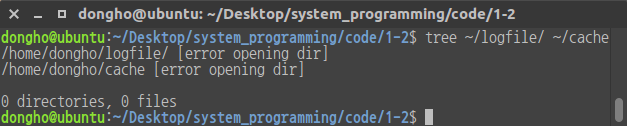 dongho@ubuntu: ~/Desktop/system_programming/code/1-2
dongho@ubuntu:~/Desktop/system_programming/code/1-2$ tree ~/logfile/ ~/cache
/home/dongho/logfile/ [error opening dir]
/home/dongho/cache [error opening dir]
0 directories, 0 files
dongho@ubuntu:~/Desktop/system_programming/code/1-2$